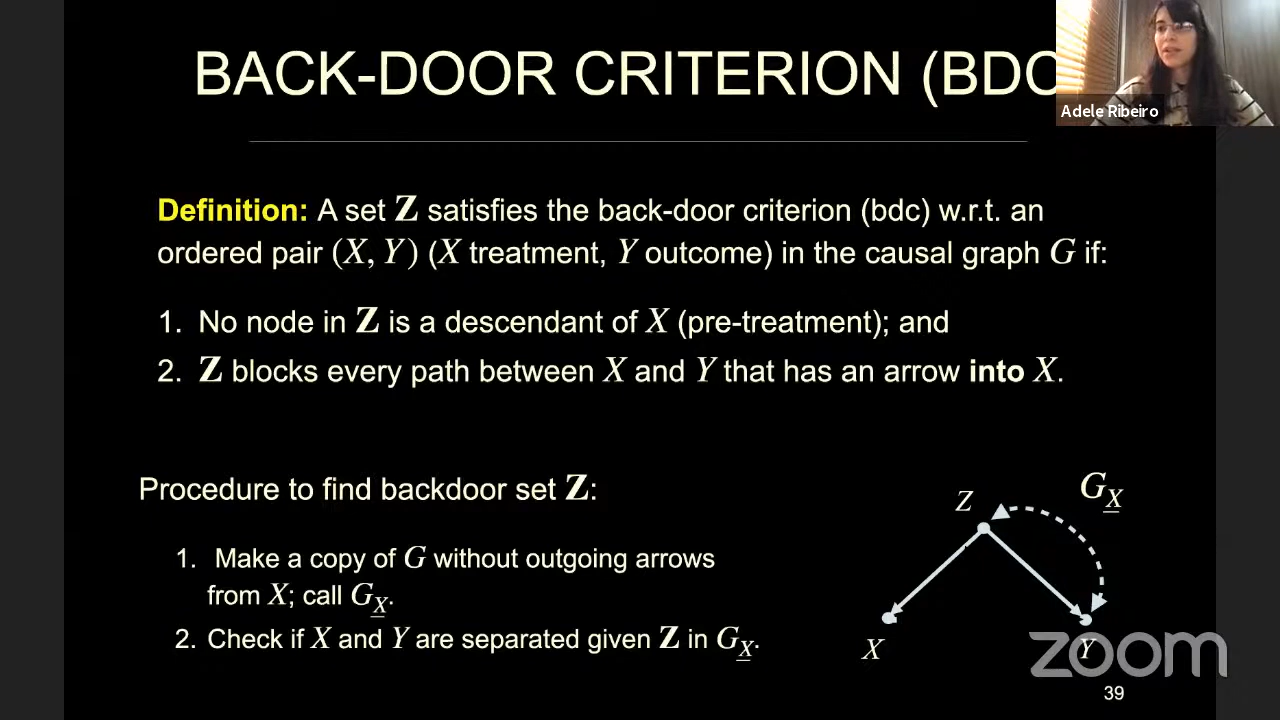 BACK-DOOR CRITERION (BDC
Adele Ribeiro
Definition: A set Z satisfies the back-door criterion (bdc) w.r.t. an
ordered pair (X, Y) (X treatment, Y outcome) in the causal graph G if:
1. No node in Z is a descendant of X (pre-treatment); and
2. Z blocks every path between X and Y that has an arrow into X.
Procedure to find backdoor set Z:
1. Make a copy of G without outgoing arrows
from X; call G_X.
2. Check if X and Y are separated given Z in G_X.
Z
G_X
X
Y
zoom
39